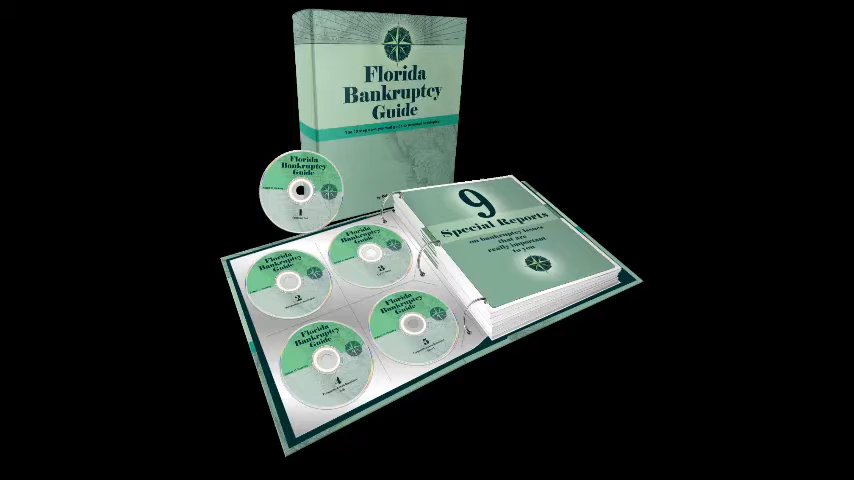 Florida
Bankruptcy
Guide
by
Florida
Bankruptcy
Guide
1
9
Special Reports
on bankruptcy issues
that are
really important
to you
Florida
Bankruptcy
Guide
2
Florida
Bankruptcy
Guide
3
Florida
Bankruptcy
Guide
4
Florida
Bankruptcy
Guide
5